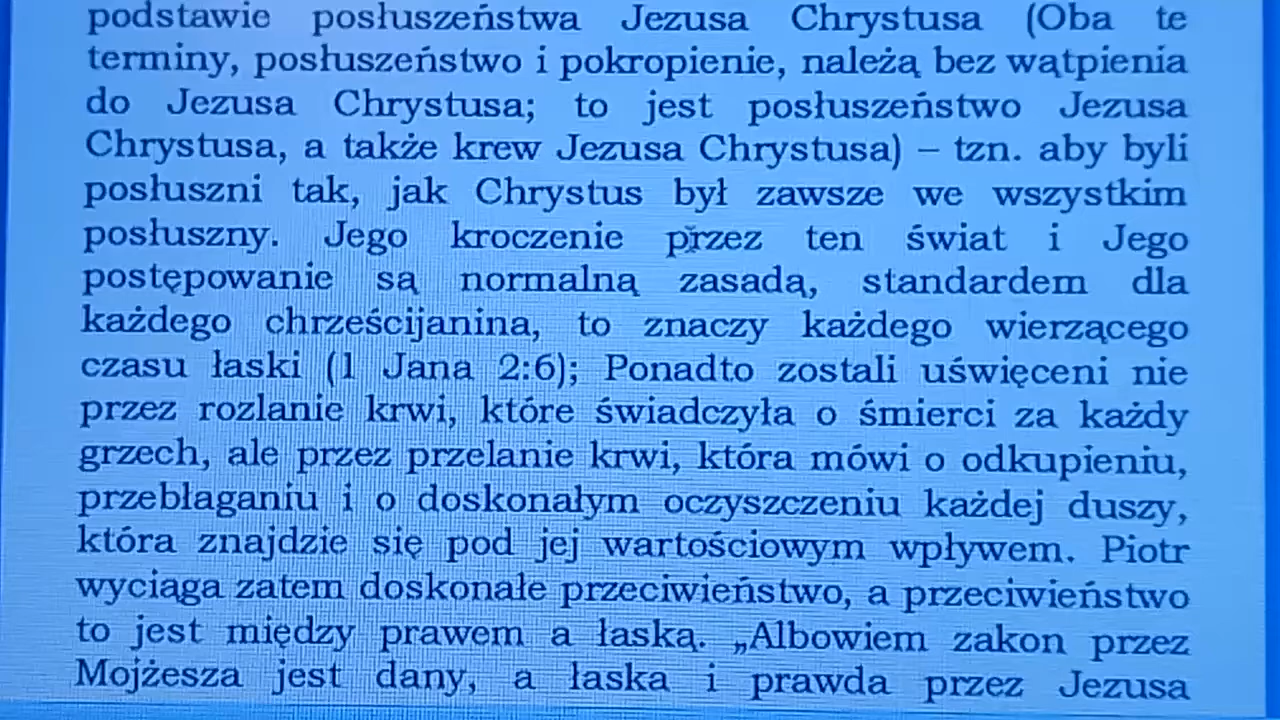 podstawie posłuszeństwa Jezusa Chrystusa (Oba te
terminy, posłuszeństwo i pokropienie, należą bez wątpienia
do Jezusa Chrystusa; to jest posłuszeństwo Jezusa
Chrystusa, a także krew Jezusa Chrystusa) – tzn. aby byli
posłuszni tak, jak Chrystus był zawsze we wszystkim
posłuszny. Jego kroczenie przez ten świat i Jego
postępowanie są normalną zasadą, standardem dla
każdego chrześcijanina, to znaczy każdego wierzącego
czasu łaski (1 Jana 2:6); Ponadto zostali uświęceni nie
przez rozlanie krwi, które świadczyła o śmierci za każdy
grzech, ale przez przelanie krwi, która mówi o odkupieniu,
przebłaganiu i o doskonałym oczyszczeniu każdej duszy,
która znajdzie się pod jej wartościowym wpływem. Piotr
wyciąga zatem doskonałe przeciwieństwo, a przeciwieństwo
to jest między prawem a łaską. „Albowiem zakon przez
Mojżesza jest dany, a łaska i prawda przez Jezusa